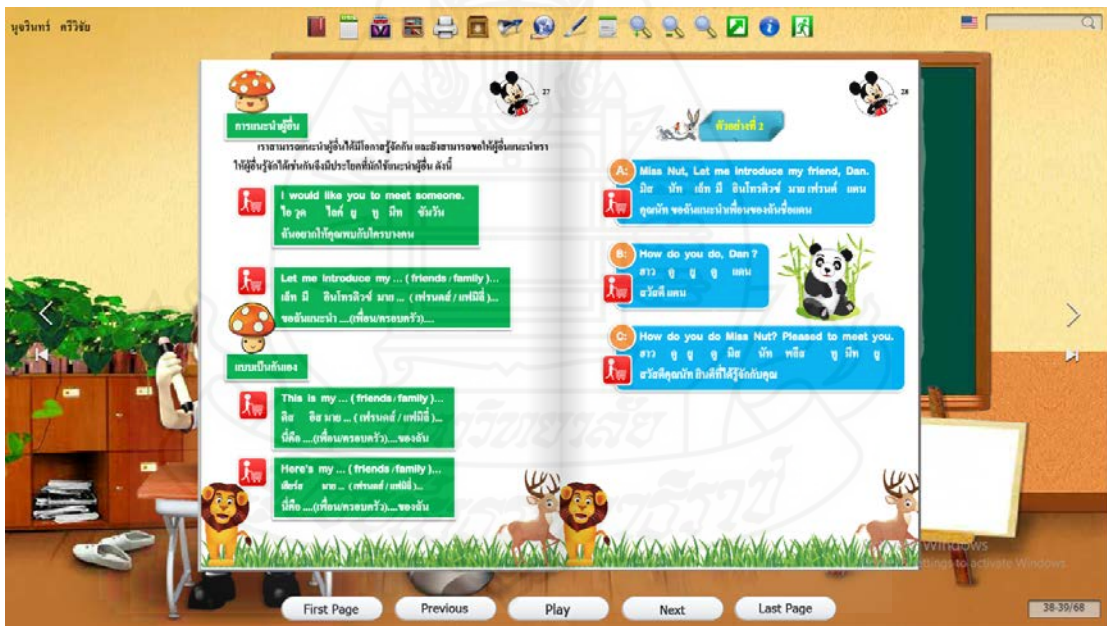 นุจรินทร์ ศรีวิชัย
27
การแนะนำผู้อื่น
เราสามารถแนะนำผู้อื่นให้มีโอกาสรู้จักกัน และยังสามารถขอให้ผู้อื่นแนะนำเรา
ให้ผู้อื่นรู้จักได้เช่นกันจึงมีประโยคที่มักใช้แนะนำผู้อื่น ดังนี้
I would like you to meet someone.
ไอ วุด ไลค์ ยู ทู มีท ซัมวัน
ฉันอยากให้คุณพบกับใครบางคน
Let me introduce my ... ( friends / family )...
เล็ท มี อินโทรดิวซ์ มาย ... ( เฟรนดส์ / แฟมิลี่ )...
ขอฉันแนะนำ ....(เพื่อน/ครอบครัว)....
แบบเป็นกันเอง
This is my ... ( friends / family )...
ดิส อิส มาย ... ( เฟรนดส์ / แฟมิลี่ )...
นี่คือ ....(เพื่อน/ครอบครัว)....ของฉัน
Here's my ... ( friends / family )...
เฮียร์ส มาย ... ( เฟรนดส์ / แฟมิลี่ )...
นี่คือ ....(เพื่อน/ครอบครัว)....ของฉัน
28
ตัวอย่างที่ 2
A: Miss Nut, Let me introduce my friend, Dan.
มิส นัท เล็ท มี อินโทรดิวซ์ มาย เฟรนด์ แดน
คุณนัท ขอฉันแนะนำเพื่อนของฉันชื่อแดน
B: How do you do, Dan ?
ฮาว ดู ยู ดู แดน
สวัสดี แดน
C: How do you do Miss Nut? Pleased to meet you.
ฮาว ดู ยู ดู มิส นัท พลีส ทู มีท ยู
สวัสดีคุณนัท ยินดีที่ได้รู้จักกับคุณ
Windows
ettings to activate Windows.
First Page Previous Play Next Last Page
38-39/68